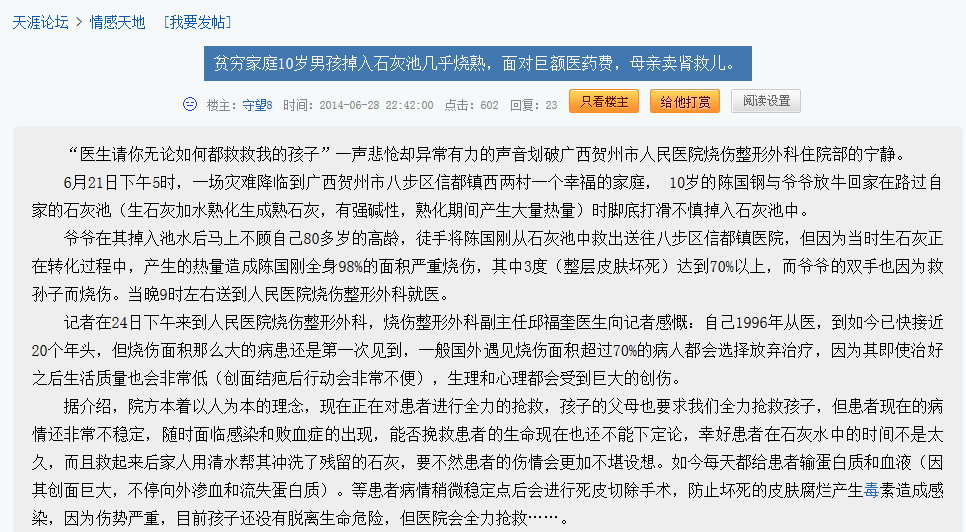 天涯论坛 > 情感天地 [我要发帖]
贫穷家庭10岁男孩掉入石灰池几乎烧熟，面对巨额医药费，母亲卖肾救儿。
楼主：守望8 时间：2014-06-28 22:42:00 点击：602 回复：23 只看楼主 给他打赏 阅读设置
“医生请你无论如何都救救我的孩子”一声悲怆却异常有力的声音划破广西贺州市人民医院烧伤整形外科住院部的宁静。
6月21日下午5时，一场灾难降临到广西贺州市八步区信都镇西两村一个幸福的家庭， 10岁的陈国钢与爷爷放牛回家在路过自
家的石灰池（生石灰加水熟化生成熟石灰，有强碱性，熟化期间产生大量热量）时脚底打滑不慎掉入石灰池中。
爷爷在其掉入池水后马上不顾自己80多岁的高龄，徒手将陈国刚从石灰池中救出送往八步区信都镇医院，但因为当时生石灰正
在转化过程中，产生的热量造成陈国刚全身98%的面积严重烧伤，其中3度（整层皮肤坏死）达到70%以上，而爷爷的双手也因为救
孙子而烧伤。当晚9时左右送到人民医院烧伤整形外科就医。
记者在24日下午来到人民医院烧伤整形外科，烧伤整形外科副主任邱福奎医生向记者感慨：自己1996年从医，到如今已快接近
20个年头，但烧伤面积那么大的病患还是第一次见到，一般国外遇见烧伤面积超过70%的病人都会选择放弃治疗，因为其即使治好
之后生活质量也会非常低（创面结疤后行动会非常不便），生理和心理都会受到巨大的创伤。
据介绍，院方本着以人为本的理念，现在正在对患者进行全力的抢救，孩子的父母也要求我们全力抢救孩子，但患者现在的病
情还非常不稳定，随时面临感染和败血症的出现，能否挽救患者的生命现在也还不能下定论，幸好患者在石灰水中的时间不是太
久，而且救起来后家人用清水帮其冲洗了残留的石灰，要不然患者的伤情会更加不堪设想。如今每天都给患者输蛋白质和血液（因
其创面巨大，不停向外渗血和流失蛋白质）。等患者病情稍微稳定点后会进行死皮切除手术，防止坏死的皮肤腐烂产生毒素造成感
染，因为伤势严重，目前孩子还没有脱离生命危险，但医院会全力抢救……。